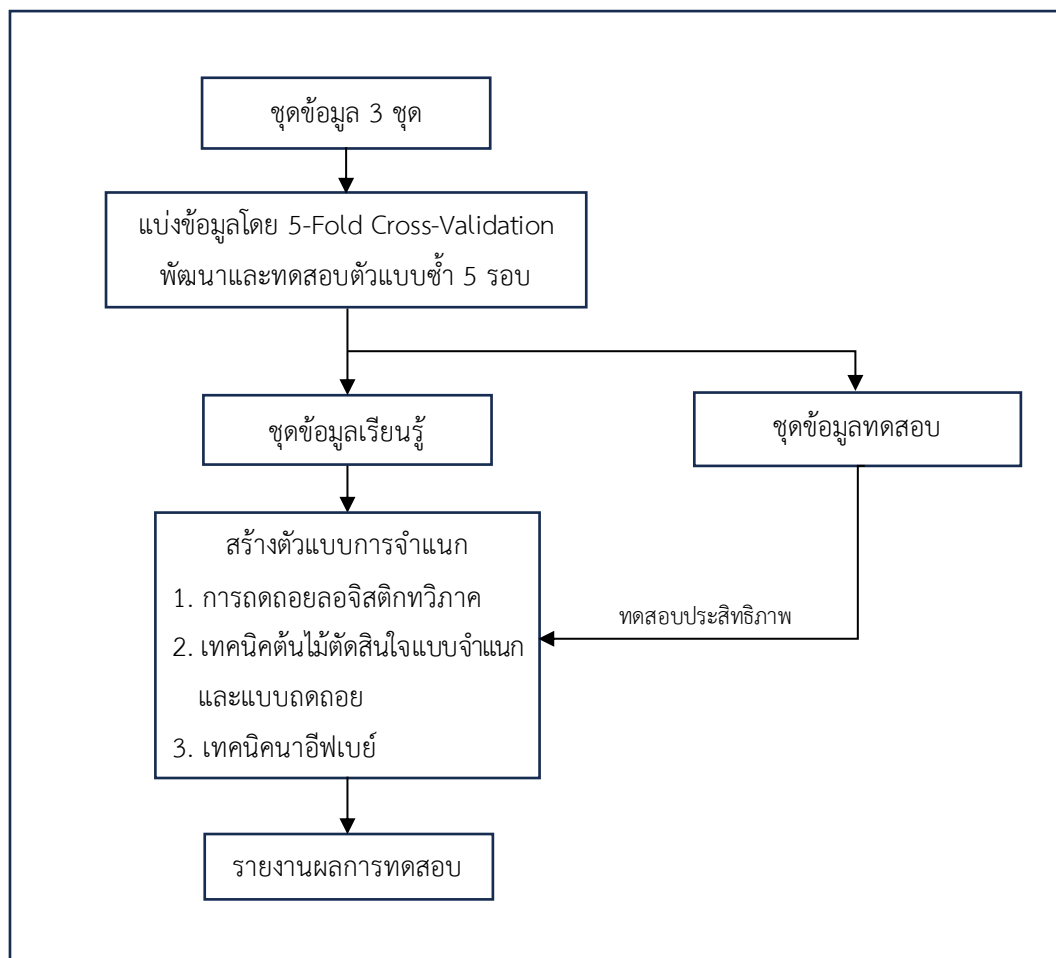 ชุดข้อมูล 3 ชุด
แบ่งข้อมูลโดย 5-Fold Cross-Validation
พัฒนาและทดสอบตัวแบบซ้ำ 5 รอบ
ชุดข้อมูลเรียนรู้
ชุดข้อมูลทดสอบ
สร้างตัวแบบการจำแนก
1. การถดถอยลอจิสติกทวิภาค
2. เทคนิคต้นไม้ตัดสินใจแบบจำแนก
และแบบถดถอย
3. เทคนิคนาอีฟเบย์
ทดสอบประสิทธิภาพ
รายงานผลการทดสอบ